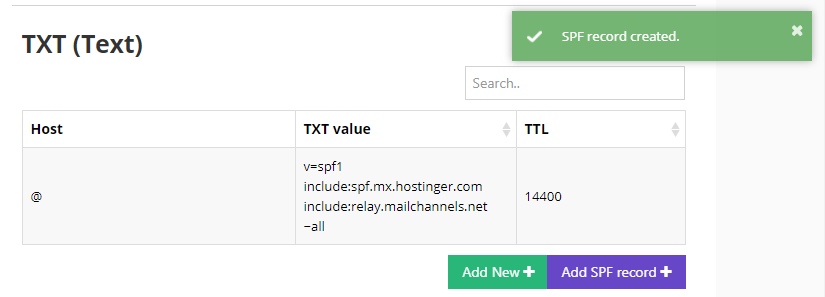 SPF record created.
TXT (Text)
Search..
Host TXT value TTL
@ v=spf1 14400
include:spf.mx.hostinger.com
include:relay.mailchannels.net
~all
Add New Add SPF record